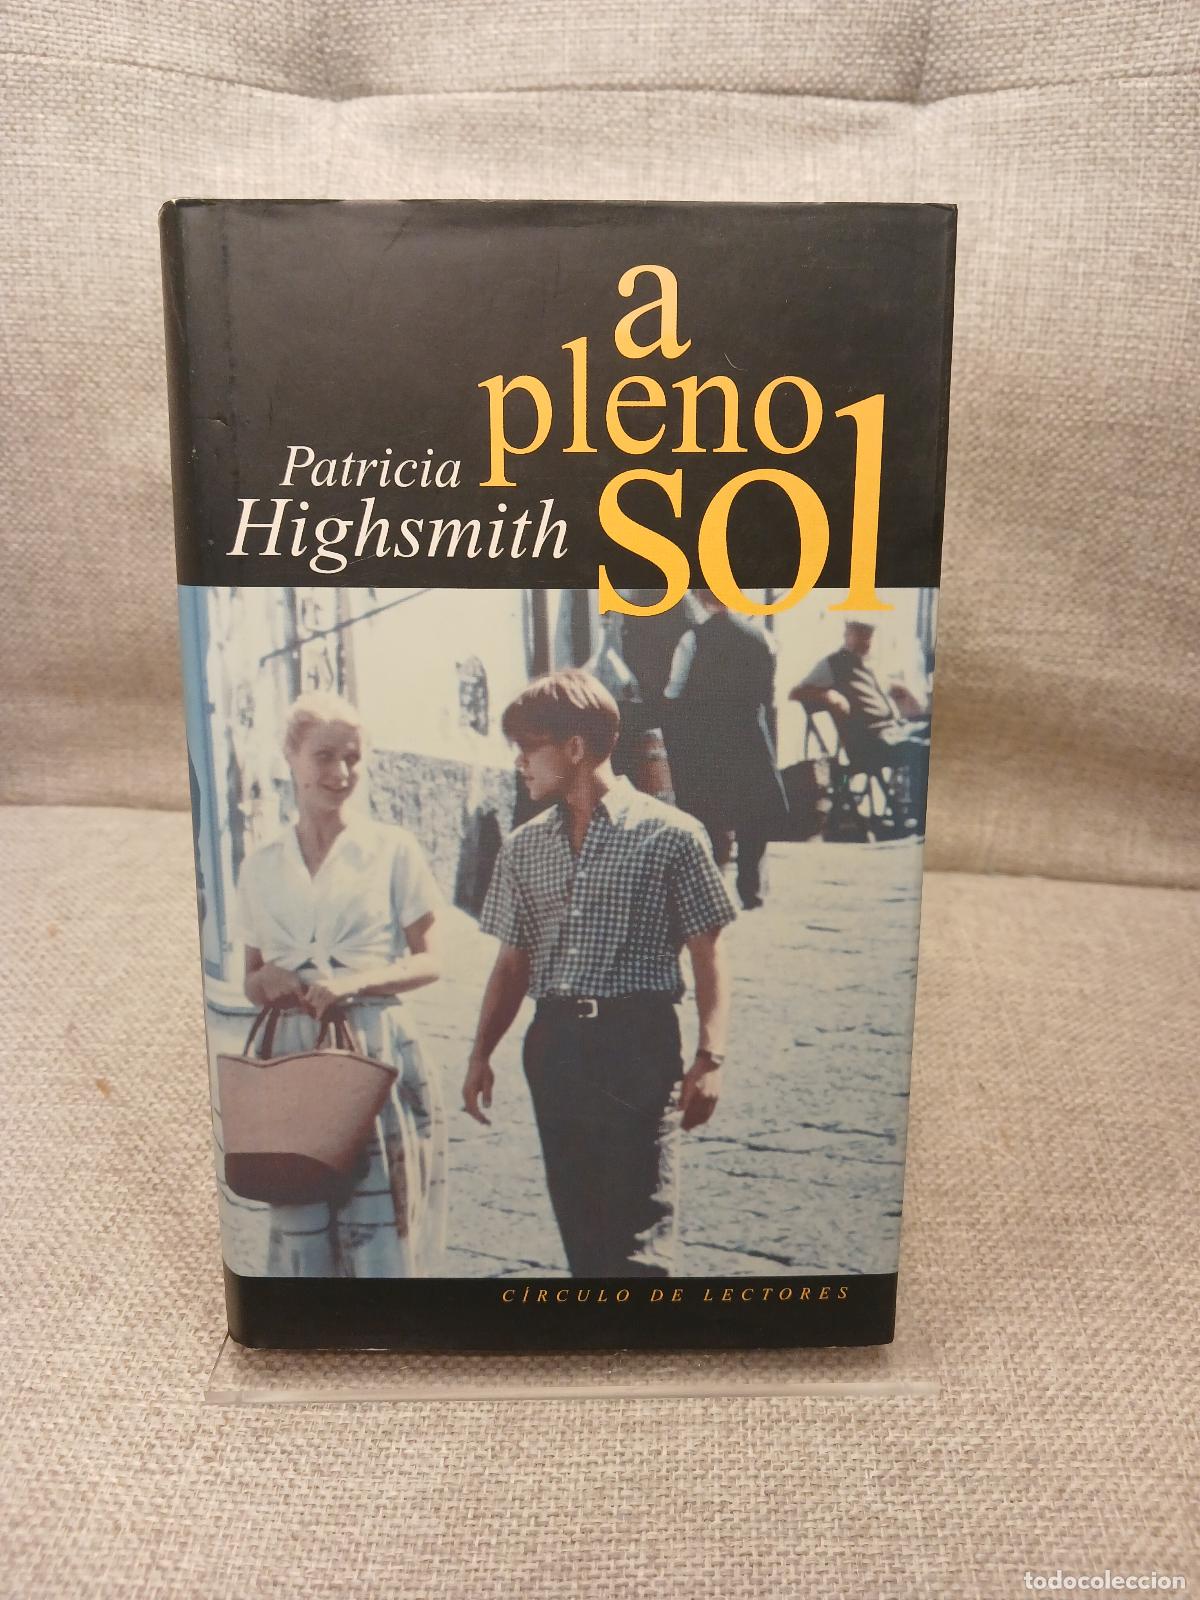 a
pleno
sol
Patricia
Highsmith
CÍRCULO DE LECTORES
todocoleccion